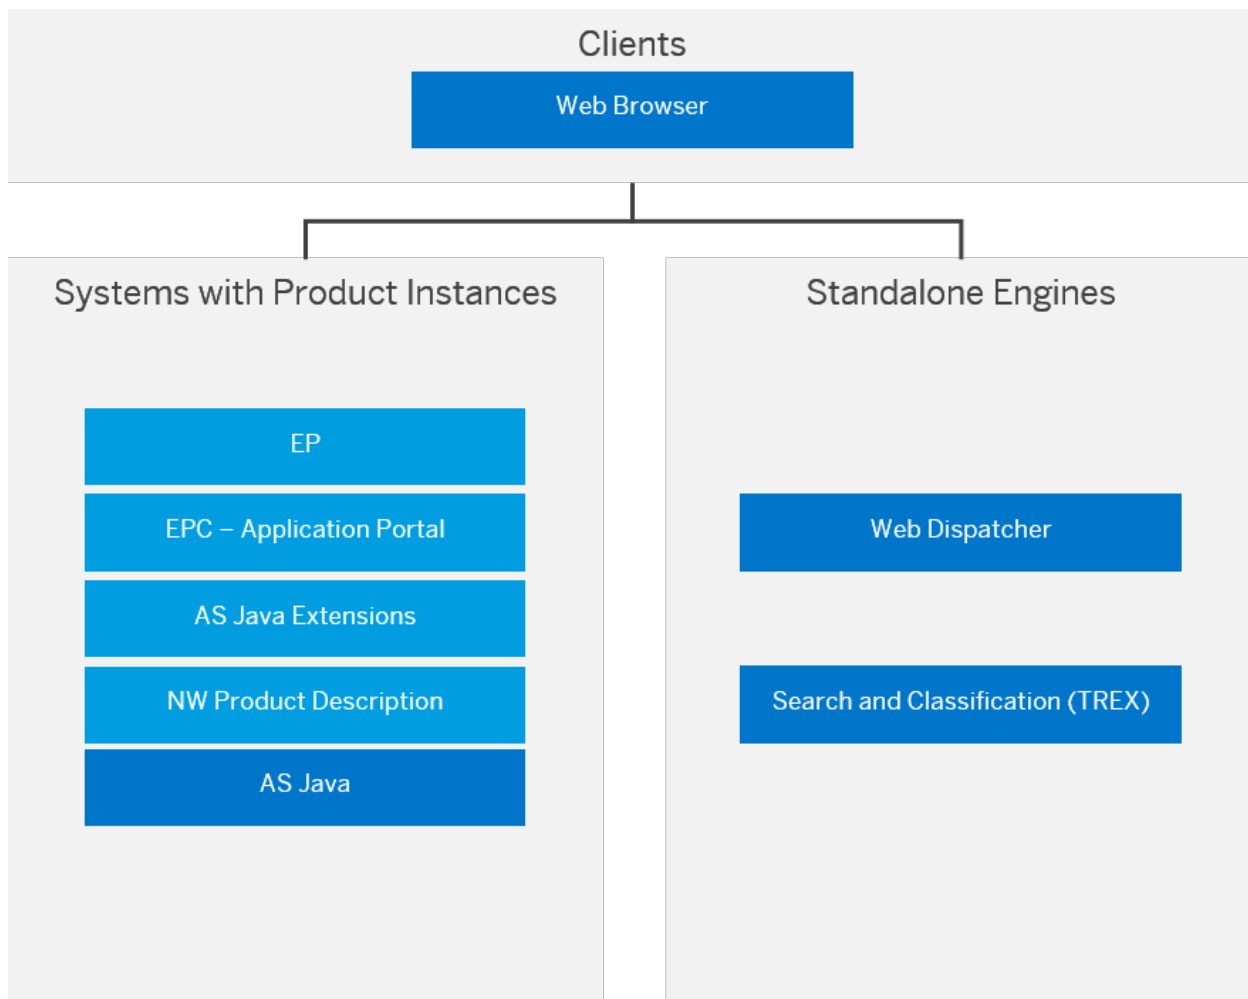 Clients
Web Browser
Systems with Product Instances
EP
EPC – Application Portal
AS Java Extensions
NW Product Description
AS Java
Standalone Engines
Web Dispatcher
Search and Classification (TREX)